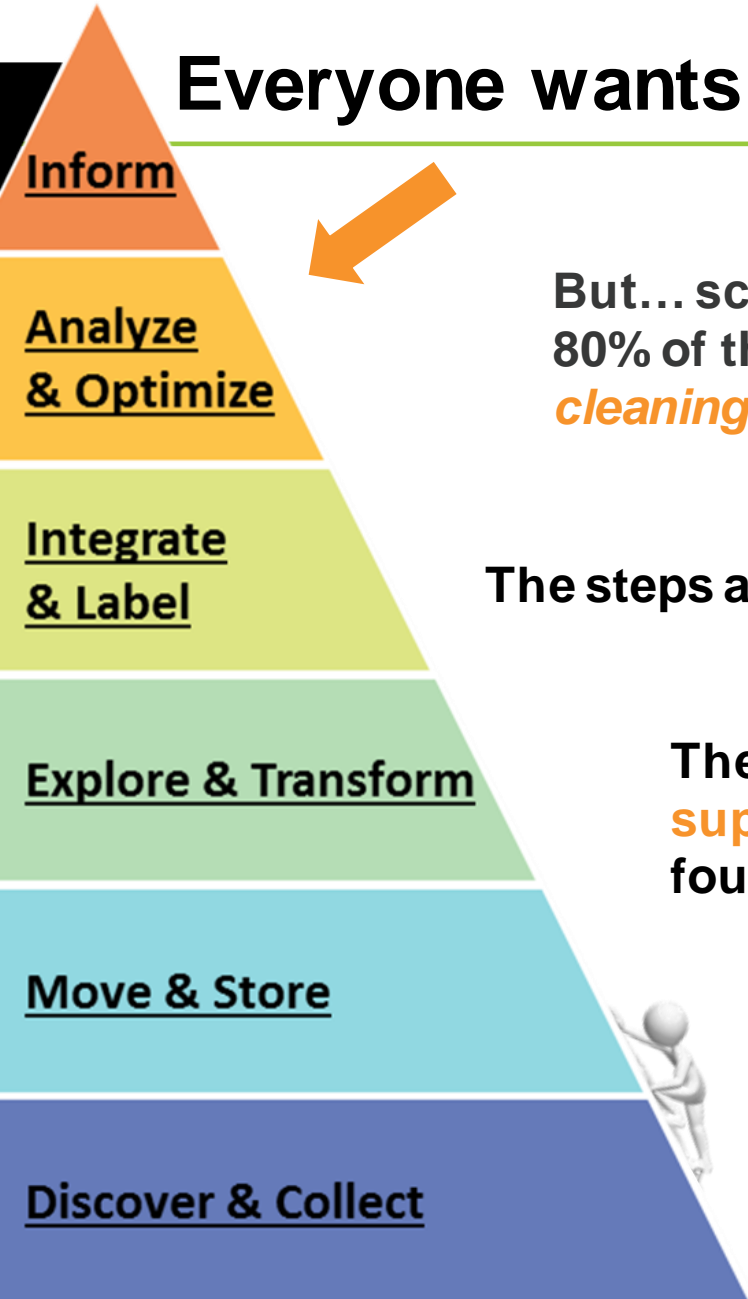 Everyone wants
Inform
But... sc
80% of th
cleaning
Analyze
& Optimize
Integrate
& Label
The steps a
Explore & Transform
The
sup
fou
Move & Store
Discover & Collect